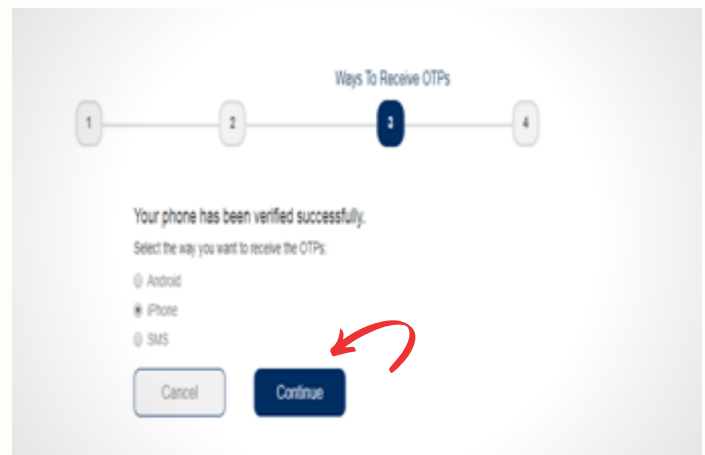 Ways To Receive OTPs
1 2 3 4
Your phone has been verified successfully.
Select the way you want to receive the OTPs:
Android
iPhone
SMS
Cancel Continue